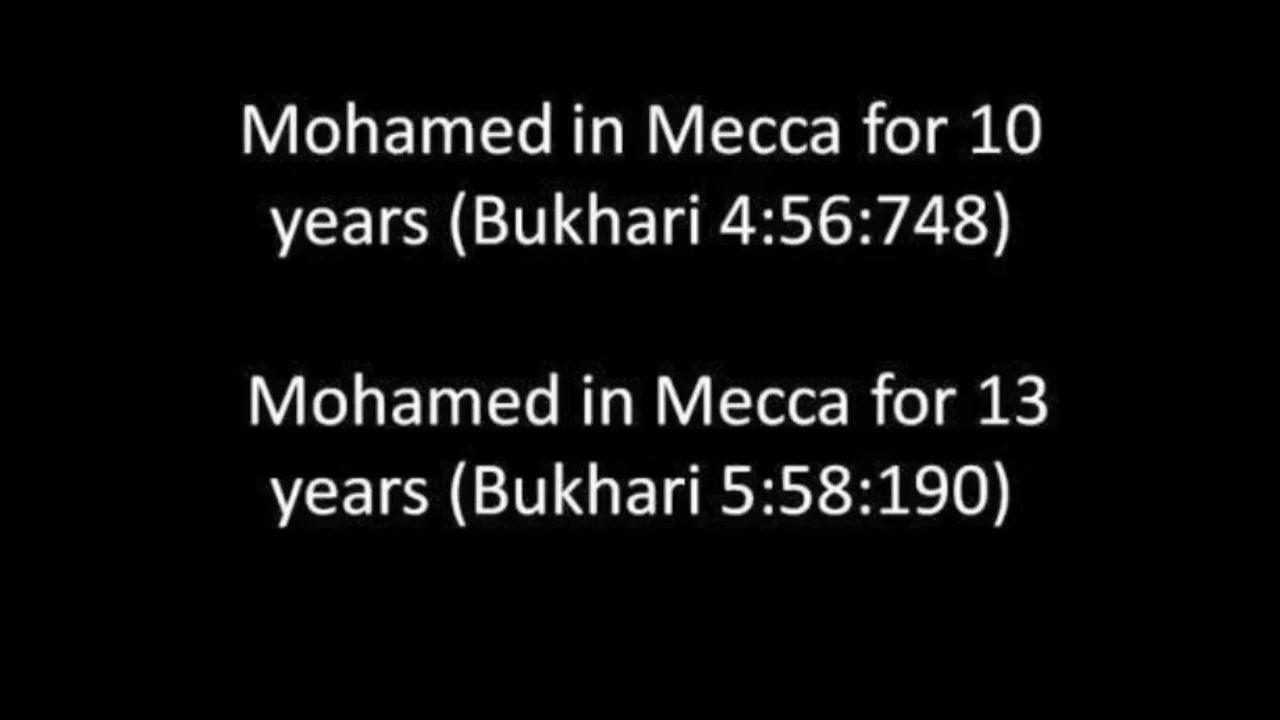 Mohamed in Mecca for 10
years (Bukhari 4:56:748)
Mohamed in Mecca for 13
years (Bukhari 5:58:190)